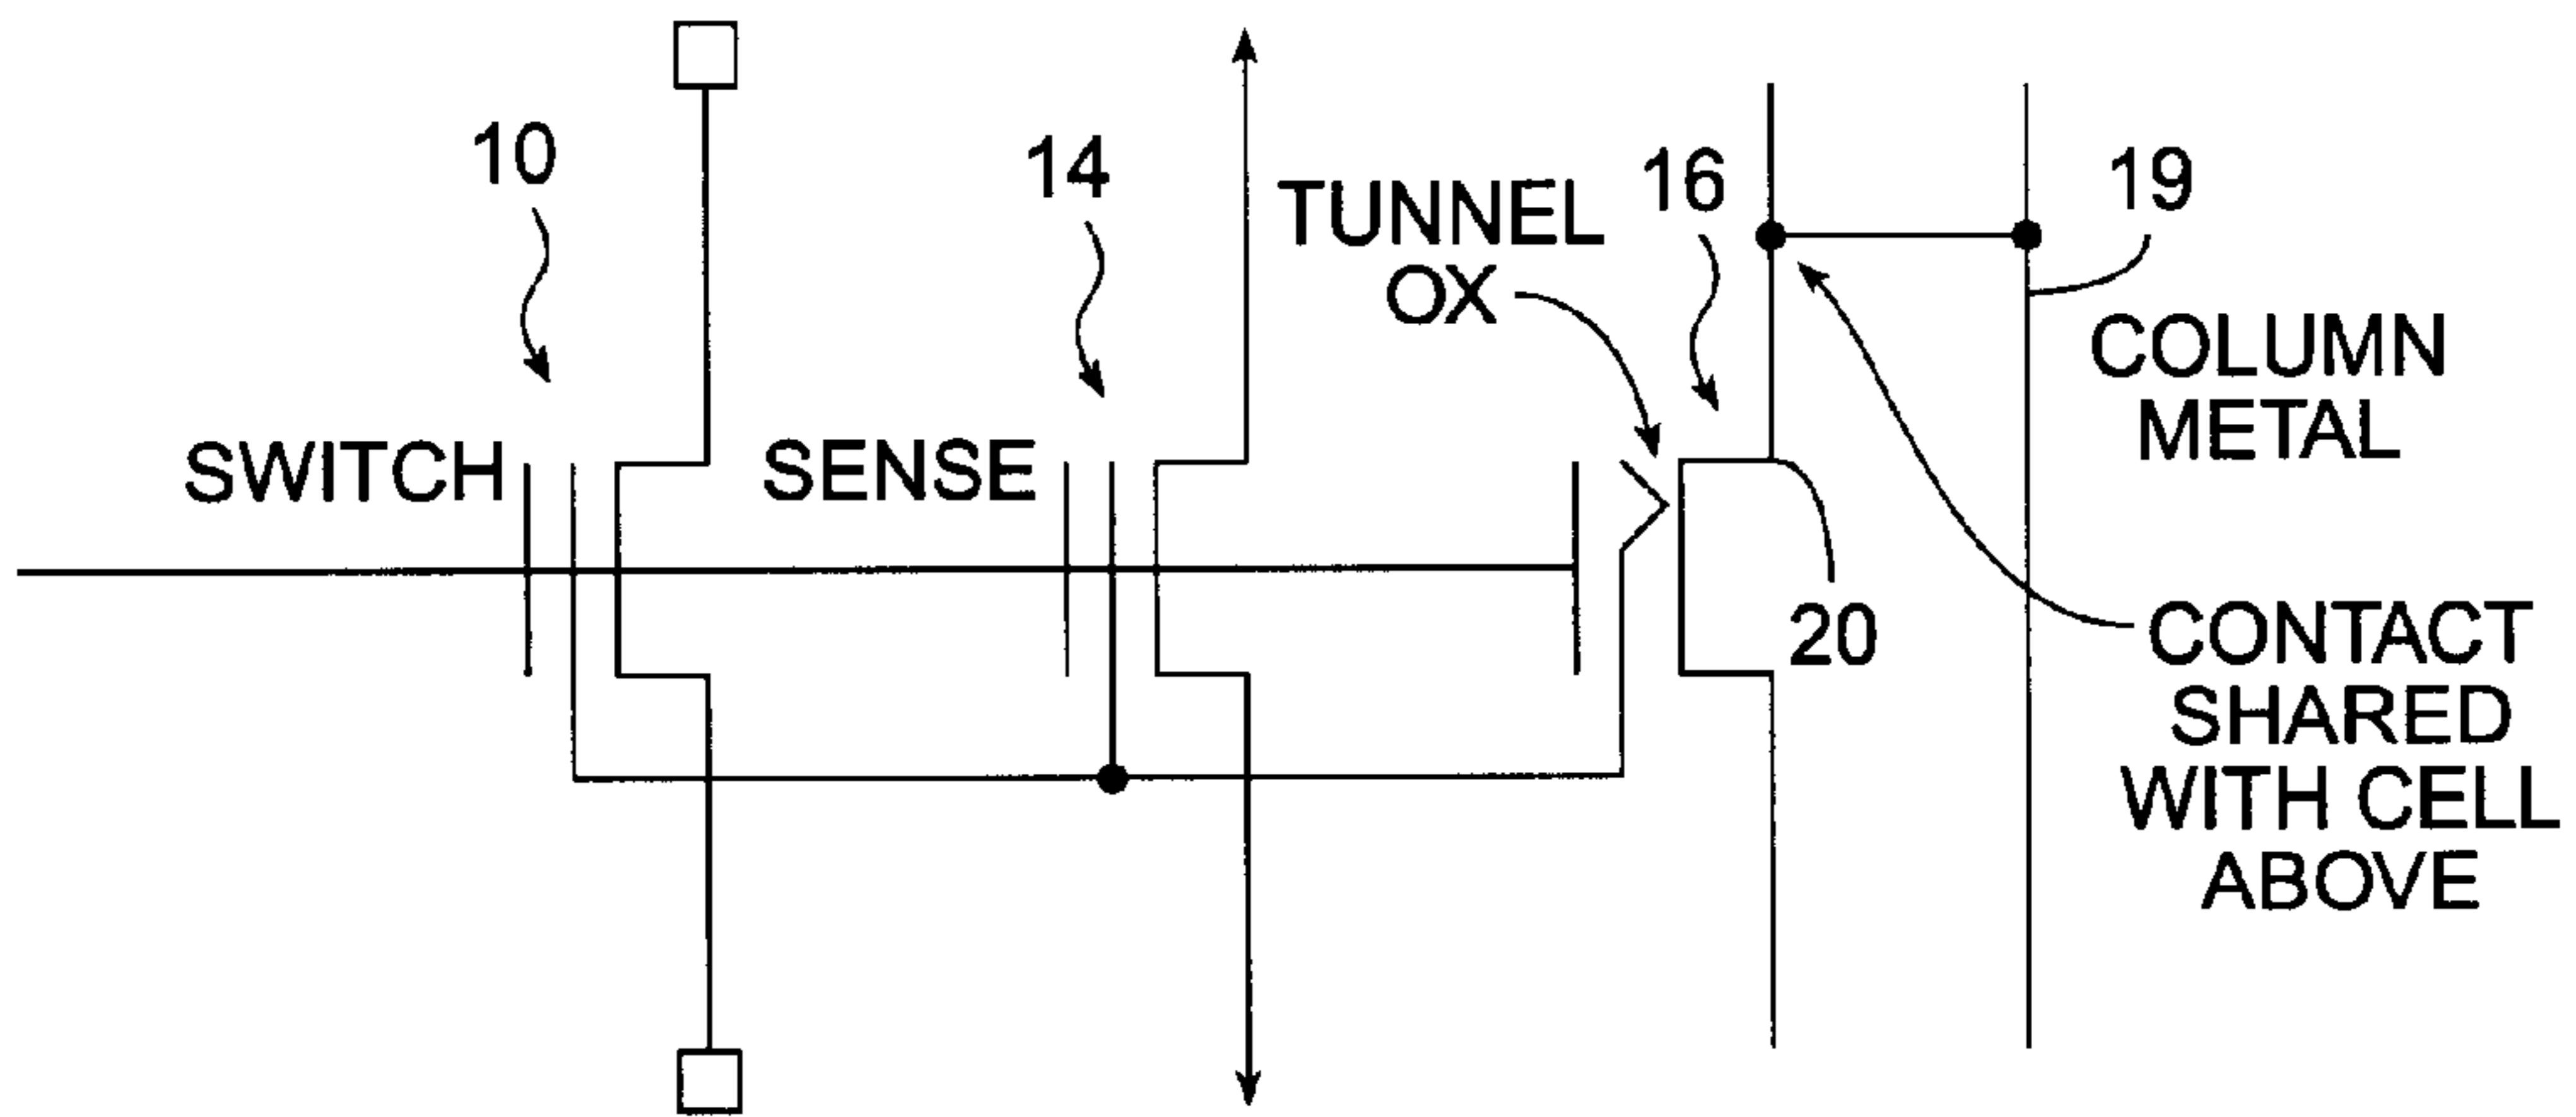 10
14
TUNNEL
OX
16
19
COLUMN
METAL
SWITCH
SENSE
20
CONTACT
SHARED
WITH CELL
ABOVE